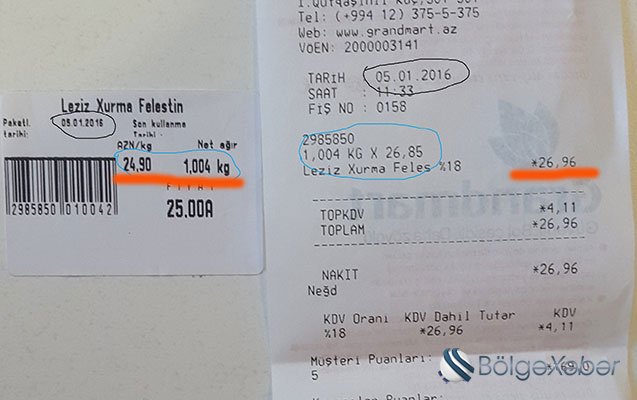 Leziz Xurma Felestin
Paketl. tarihi: 05.01.2016
Son kullanma Tarihi:
AZN/kg Net ağır
24,90 1,004 kg
FIYAT
2985850 010042
25.00A
Tel: (+994 12) 375-5-375
Web: www.grandmart.az
VÖEN: 2000003141
TARIH : 05.01.2016
SAAT : 11:33
FİŞ NO : 0158
2985850
1,004 KG X 26,85
Leziz Xurma Feles %18 *26,96
TOPKDV *4,11
TOPLAM *26,96
NAKIT *26,96
Neğd
KDV Oranı KDV Dahil Tutar KDV
%18 *26,96 *4,11
Müşteri Puanları:
5
BölgəXəbər